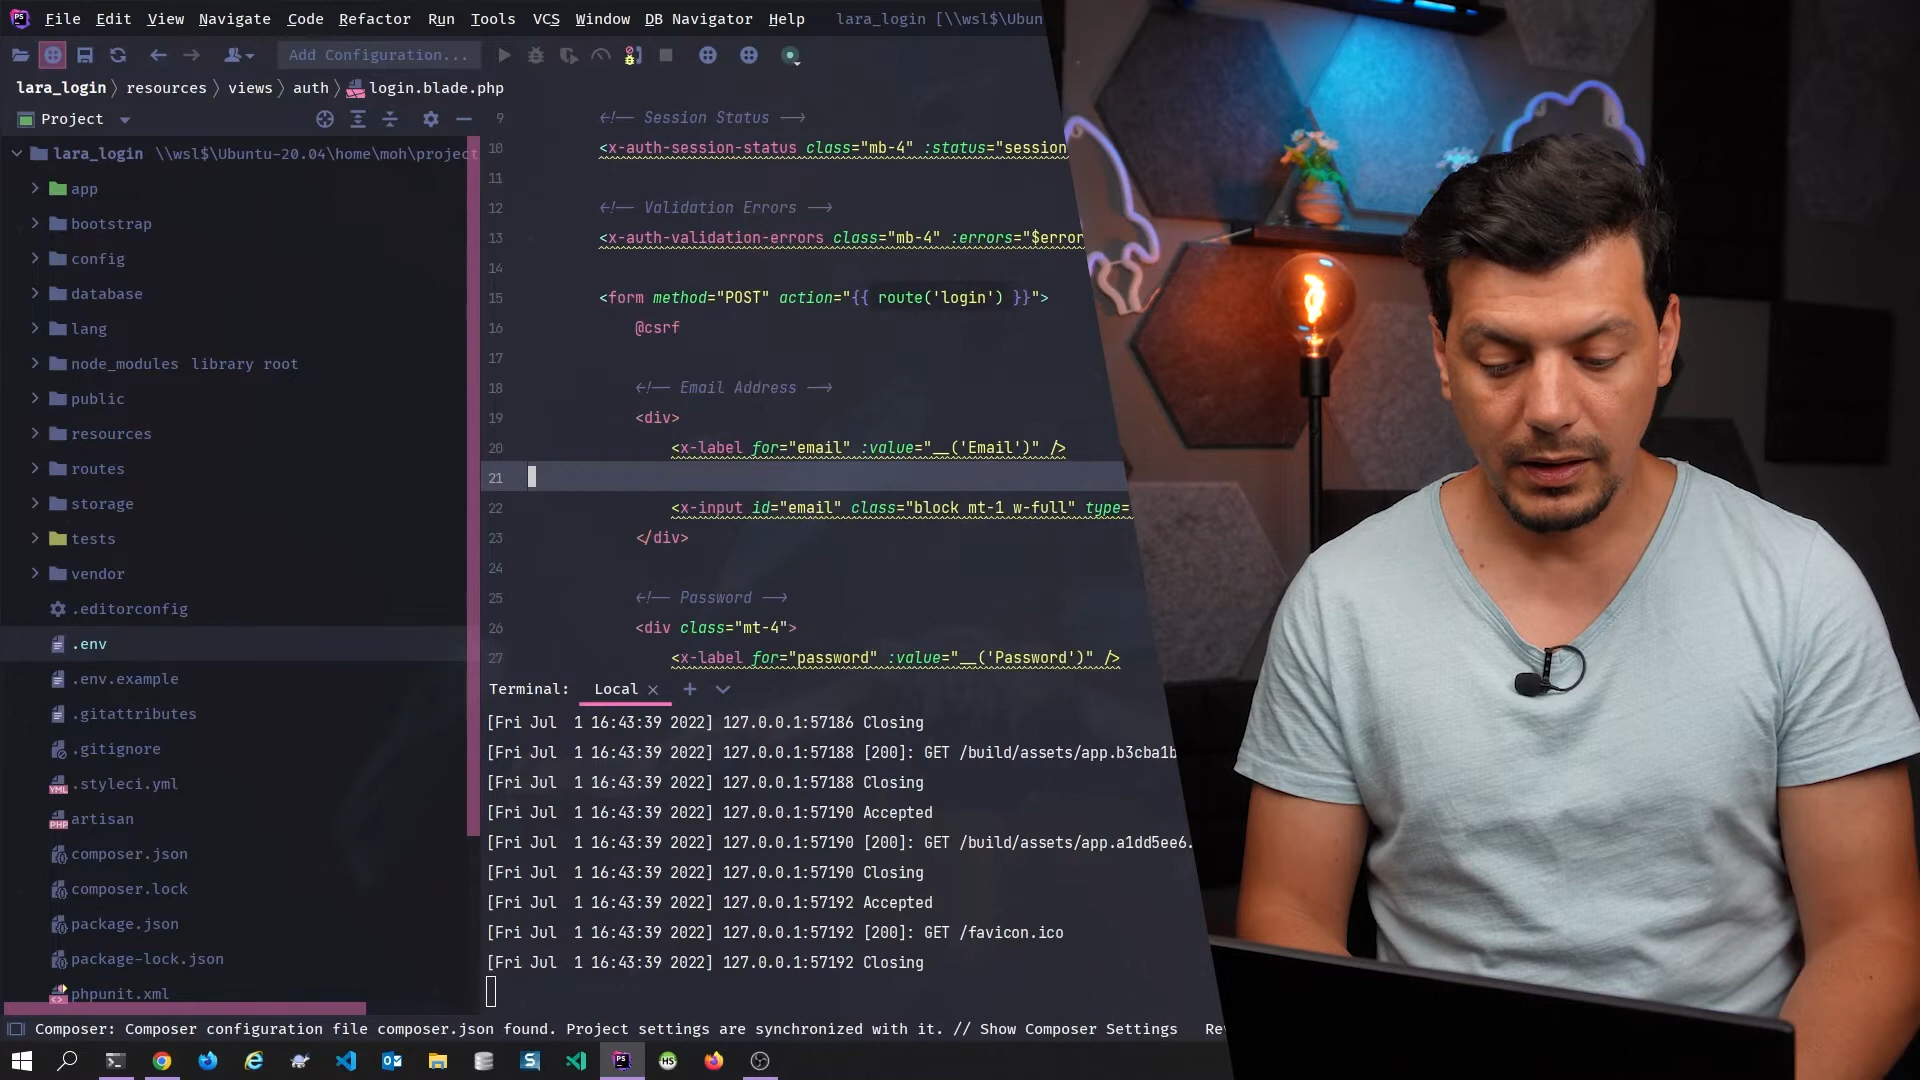 File Edit View Navigate Code Refactor Run Tools VCS Window DB Navigator Help lara_login [\\wsl$\Ubun
Add Configuration...
lara_login resources views auth login.blade.php
Project
lara_login \\wsl$\Ubuntu-20.04\home\moh\project
app
bootstrap
config
database
lang
node_modules library root
public
resources
routes
storage
tests
vendor
.editorconfig
.env
.env.example
.gitattributes
.gitignore
.styleci.yml
artisan
composer.json
composer.lock
package.json
package-lock.json
phpunit.xml
9 <!-- Session Status -->
10 <x-auth-session-status class="mb-4" :status="session
11
12 <!-- Validation Errors -->
13 <x-auth-validation-errors class="mb-4" :errors="$error
14
15 <form method="POST" action="{{ route('login') }}">
16 @csrf
17
18 <!-- Email Address -->
19 <div>
20 <x-label for="email" :value="__('Email')" />
21
22 <x-input id="email" class="block mt-1 w-full" type=
23 </div>
24
25 <!-- Password -->
26 <div class="mt-4">
27 <x-label for="password" :value="__('Password')" />
Terminal: Local
[Fri Jul  1 16:43:39 2022] 127.0.0.1:57186 Closing
[Fri Jul  1 16:43:39 2022] 127.0.0.1:57188 [200]: GET /build/assets/app.b3cba1b
[Fri Jul  1 16:43:39 2022] 127.0.0.1:57188 Closing
[Fri Jul  1 16:43:39 2022] 127.0.0.1:57190 Accepted
[Fri Jul  1 16:43:39 2022] 127.0.0.1:57190 [200]: GET /build/assets/app.a1dd5ee6.
[Fri Jul  1 16:43:39 2022] 127.0.0.1:57190 Closing
[Fri Jul  1 16:43:39 2022] 127.0.0.1:57192 Accepted
[Fri Jul  1 16:43:39 2022] 127.0.0.1:57192 [200]: GET /favicon.ico
[Fri Jul  1 16:43:39 2022] 127.0.0.1:57192 Closing
Composer: Composer configuration file composer.json found. Project settings are synchronized with it. // Show Composer Settings